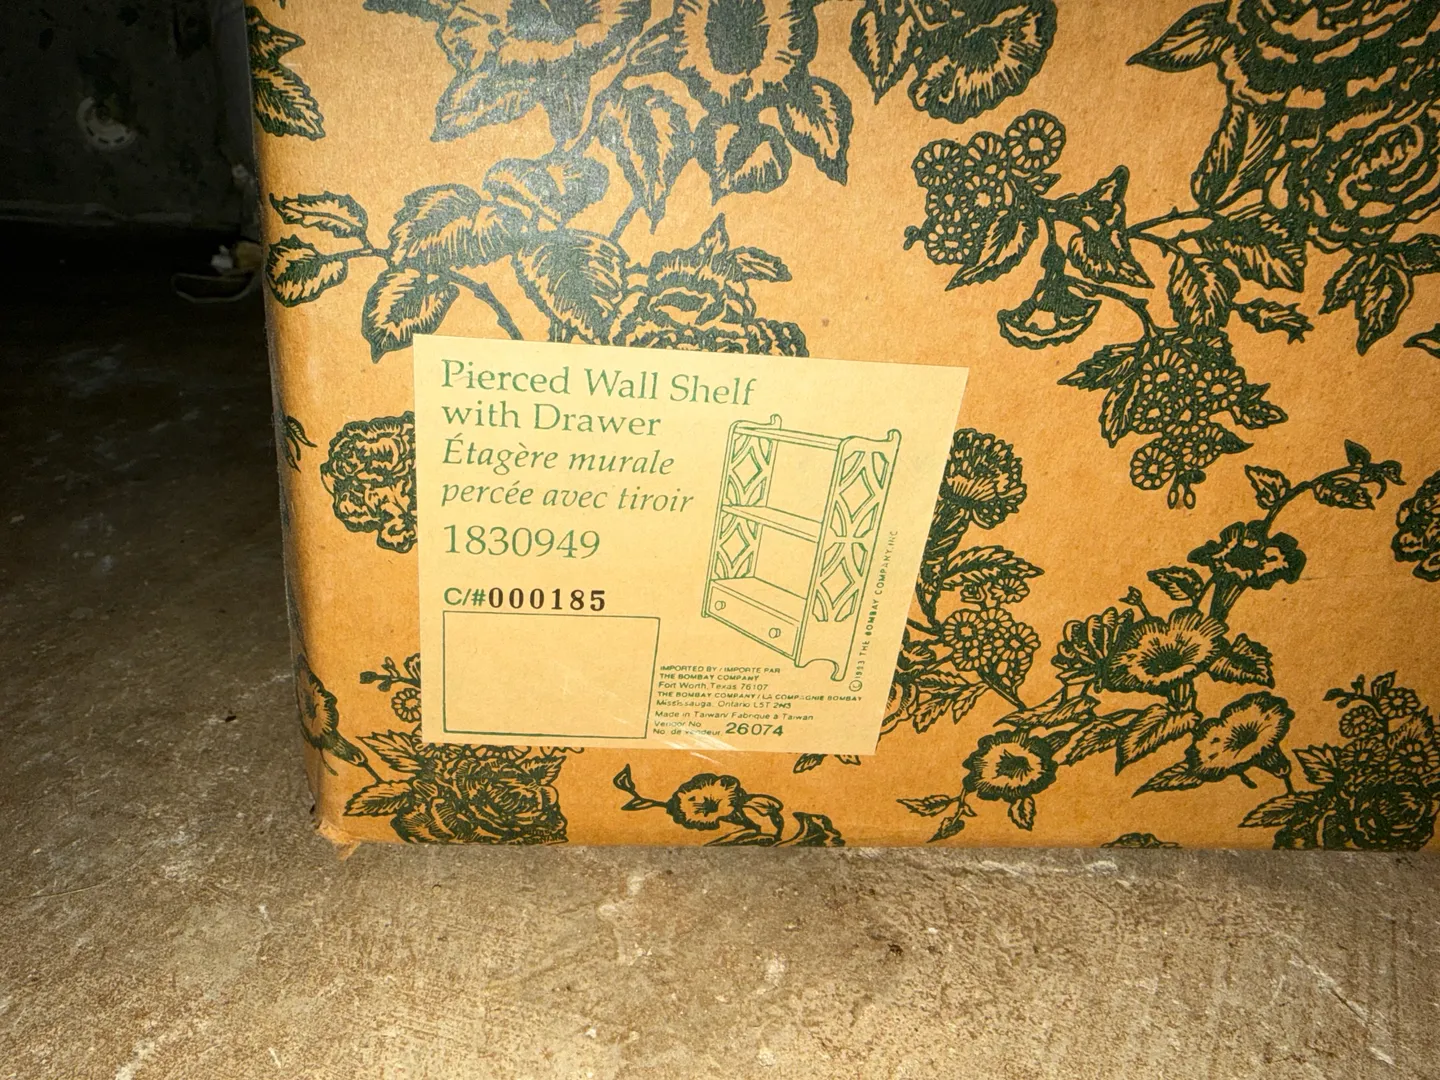 Pierced Wall Shelf
with Drawer
Étagère murale
percée avec tiroir
1830949
C/#000185
IMPORTED BY / IMPORTE PAR
THE BOMBAY COMPANY
Fort Worth, Texas 76107
THE BOMBAY COMPANY / LA COMPAGNIE BOMBAY
Mississauga, Ontario L5T 2N3
Made in Taiwan/ Fabrique à Taiwan
Vendor No.
No. de vendeur 26074
©1993 THE BOMBAY COMPANY, INC